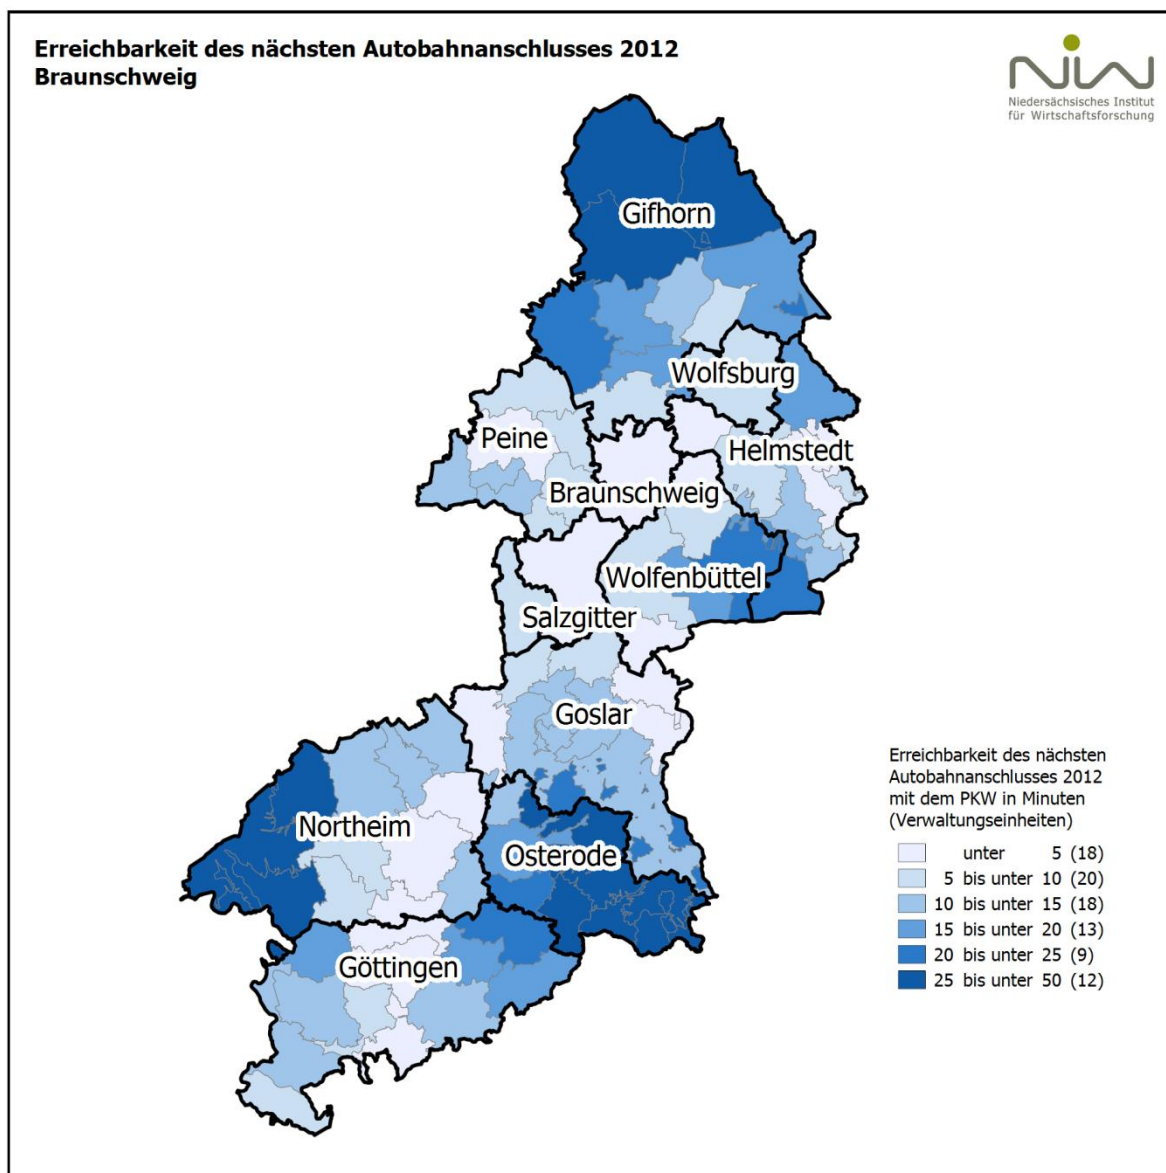 Erreichbarkeit des nächsten Autobahnanschlusses 2012
Braunschweig
NIW
Niedersächsisches Institut
für Wirtschaftsforschung
Gifhorn
Wolfsburg
Peine
Helmstedt
Braunschweig
Wolfenbüttel
Salzgitter
Goslar
Northeim
Osterode
Göttingen
Erreichbarkeit des nächsten
Autobahnanschlusses 2012
mit dem PKW in Minuten
(Verwaltungseinheiten)
unter 5 (18)
5 bis unter 10 (20)
10 bis unter 15 (18)
15 bis unter 20 (13)
20 bis unter 25 (9)
25 bis unter 50 (12)